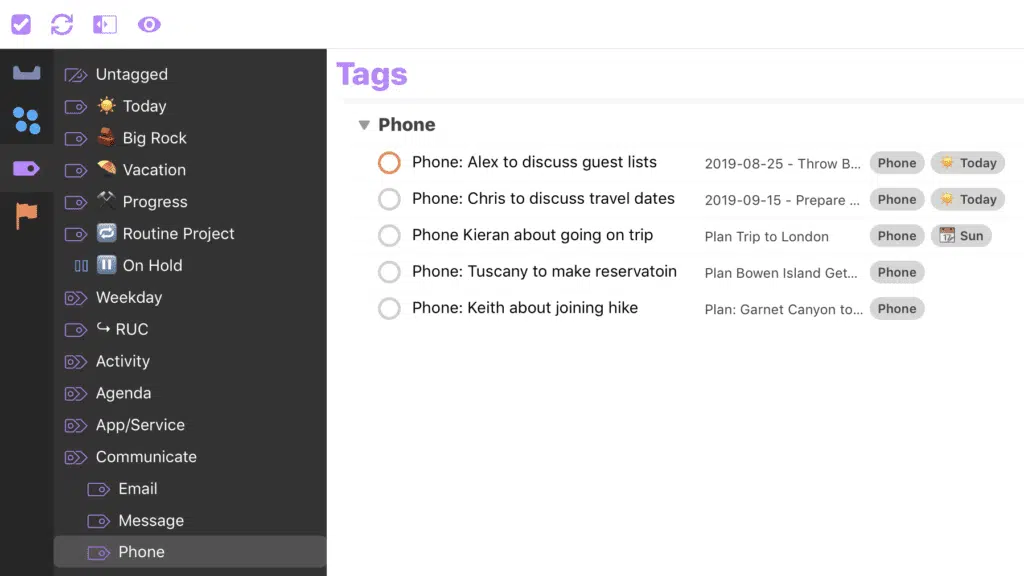 Untagged
Today
Big Rock
Vacation
Progress
Routine Project
On Hold
Weekday
RUC
Activity
Agenda
App/Service
Communicate
Email
Message
Phone
Tags
Phone
Phone: Alex to discuss guest lists 2019-08-25 - Throw B... Phone Today
Phone: Chris to discuss travel dates 2019-09-15 - Prepare ... Phone Today
Phone Kieran about going on trip Plan Trip to London Phone Sun
Phone: Tuscany to make reservatoin Plan Bowen Island Get... Phone
Phone: Keith about joining hike Plan: Garnet Canyon to... Phone